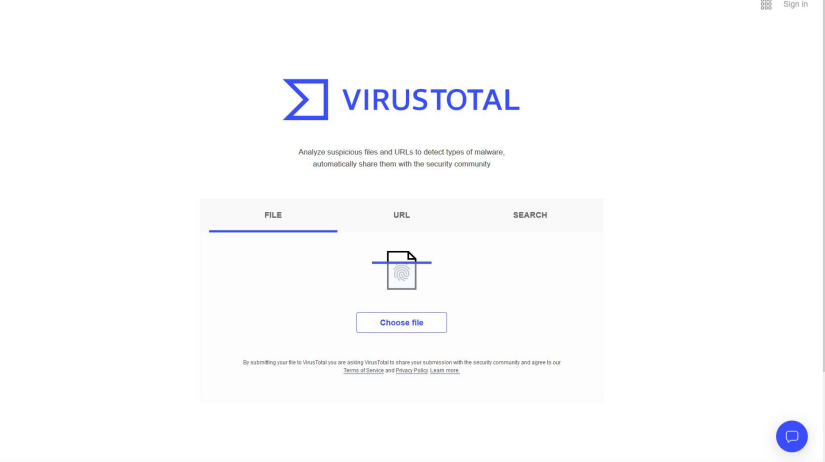 Sign in
VIRUSTOTAL
Analyze suspicious files and URLs to detect types of malware,
automatically share them with the security community
FILE
URL
SEARCH
Choose file
By submitting your file to VirusTotal you are asking VirusTotal to share your submission with the security community and agree to our
Terms of Service and Privacy Policy. Learn more.